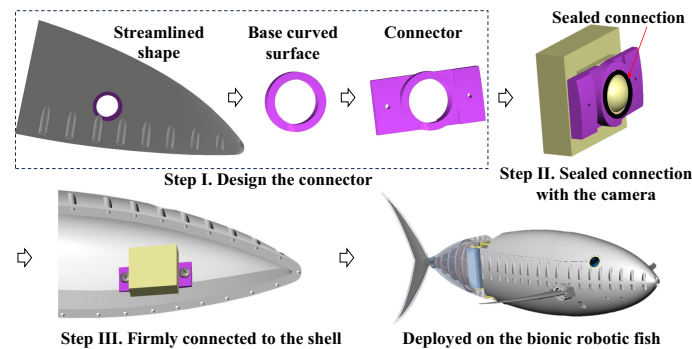 Streamlined
shape
Base curved
surface
Connector
Sealed connection
Step I. Design the connector
Step II. Sealed connection
with the camera
Step III. Firmly connected to the shell
Deployed on the bionic robotic fish